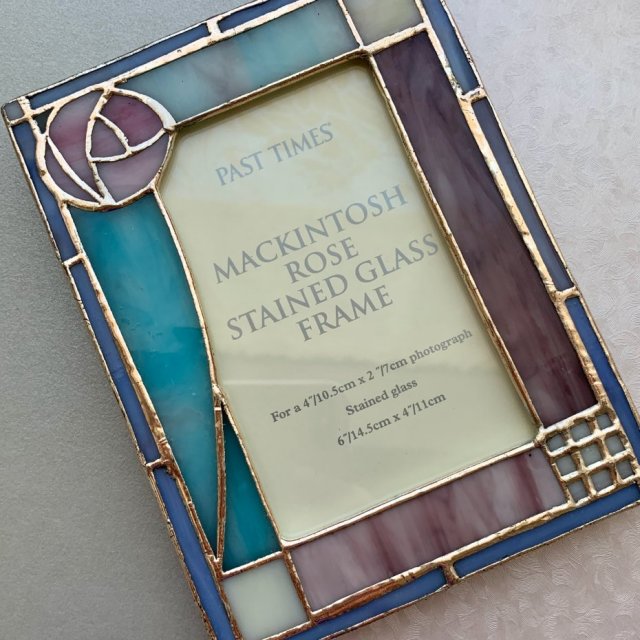 PAST TIMES
MACKINTOSH
ROSE
STAINED GLASS
FRAME
For a 4"/10.5cm x 2 "/7cm photograph
Stained glass
6"/14.5cm x 4"/11cm